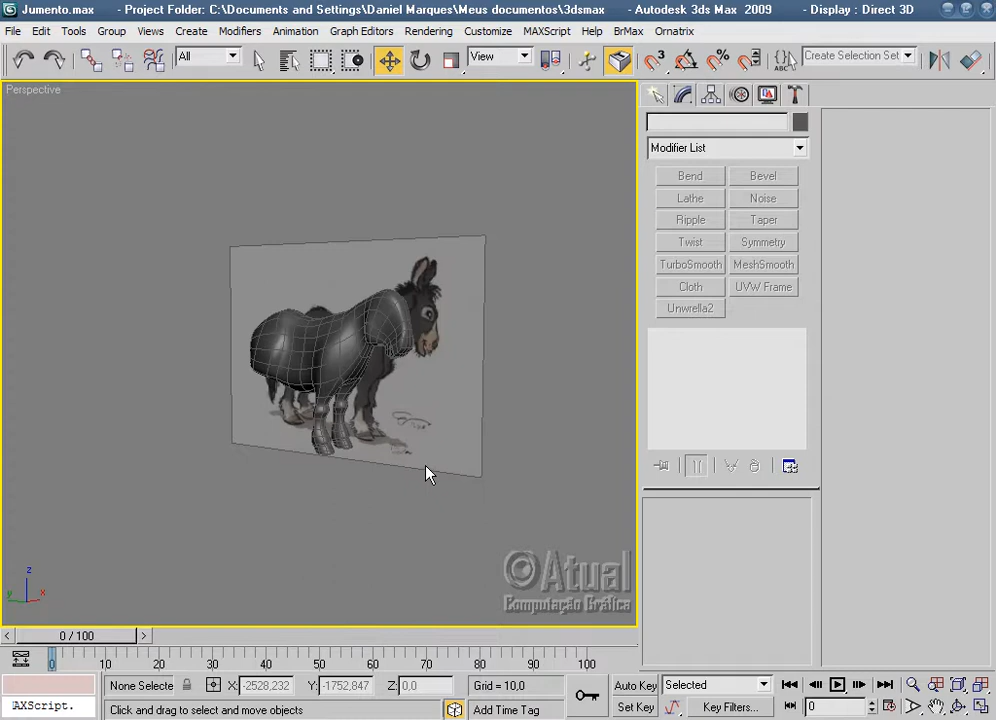 Jumento.max - Project Folder: C:\Documents and Settings\Daniel Marques\Meus documentos\3dsmax - Autodesk 3ds Max 2009 - Display : Direct 3D
File Edit Tools Group Views Create Modifiers Animation Graph Editors Rendering Customize MAXScript Help BrMax Ornatrix
All View Create Selection Set
Perspective
Modifier List
Bend Bevel
Lathe Noise
Ripple Taper
Twist Symmetry
TurboSmooth MeshSmooth
Cloth UVW Frame
Unwrella2
z
y x
©Atual
Computação Gráfica
0 / 100
0 10 20 30 40 50 60 70 80 90 100
None Selecte X: -2528,232 Y: -1752,847 Z: 0,0 Grid = 10,0 Auto Key Selected
AXScript. Click and drag to select and move objects Add Time Tag Set Key Key Filters... 0